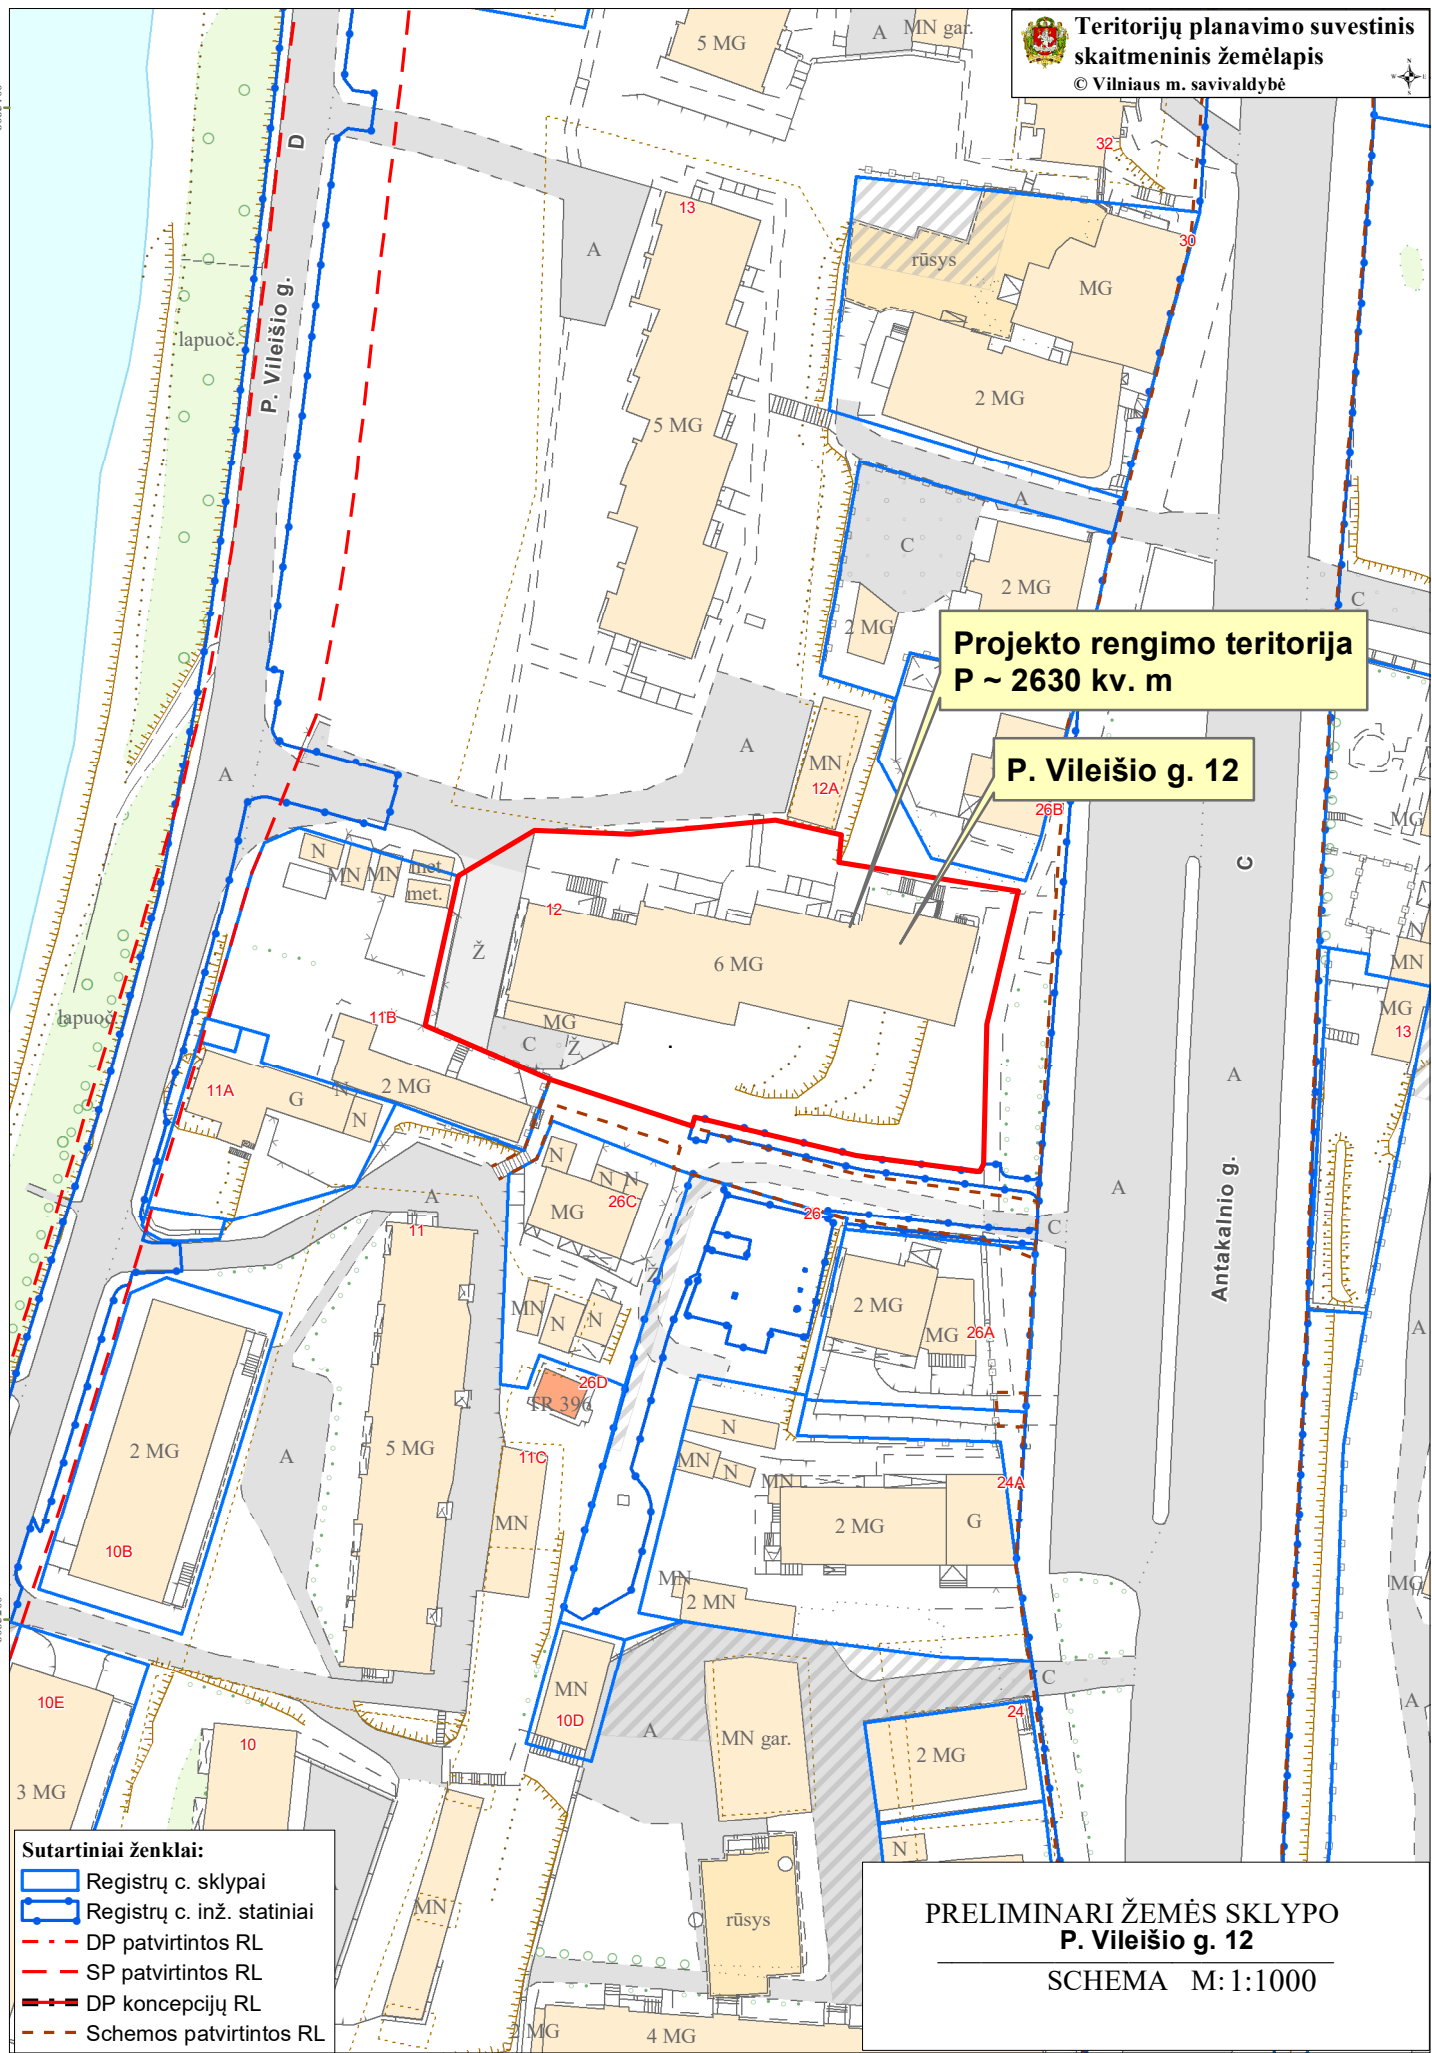 Teritorijų planavimo suvestinis
skaitmeninis žemėlapis
© Vilniaus m. savivaldybė
N
W
E
S
5 MG
A
MN gar.
32
D
13
A
30
rūsys
MG
P. Vileišio g.
lapuoč.
2 MG
5 MG
A
C
2 MG
C
2 MG
Projekto rengimo teritorija
P ~ 2630 kv. m
A
A
MN
12A
P. Vileišio g. 12
26B
MG
C
N
MN
MN
met.
met.
12
Ž
6 MG
N
MN
MG
13
lapuoč.
11B
MG
C
Ž
11A
G
N
N
2 MG
A
A
Antakalnio g.
N
N
N
MG
26C
26
C
A
11
Ž
2 MG
MG
26A
MN
N
N
A
26D
TR 396
2 MG
A
5 MG
11C
N
MN
N
MN
24A
2 MG
G
MN
10B
MN
2 MN
MG
C
10E
MN
10D
A
24
A
10
MN gar.
2 MG
3 MG
N
MN
rūsys
2 MG
4 MG
Sutartiniai ženklai:
Registrų c. sklypai
Registrų c. inž. statiniai
DP patvirtintos RL
SP patvirtintos RL
DP koncepcijų RL
Schemos patvirtintos RL
PRELIMINARI ŽEMĖS SKLYPO
P. Vileišio g. 12
SCHEMA M: 1:1000